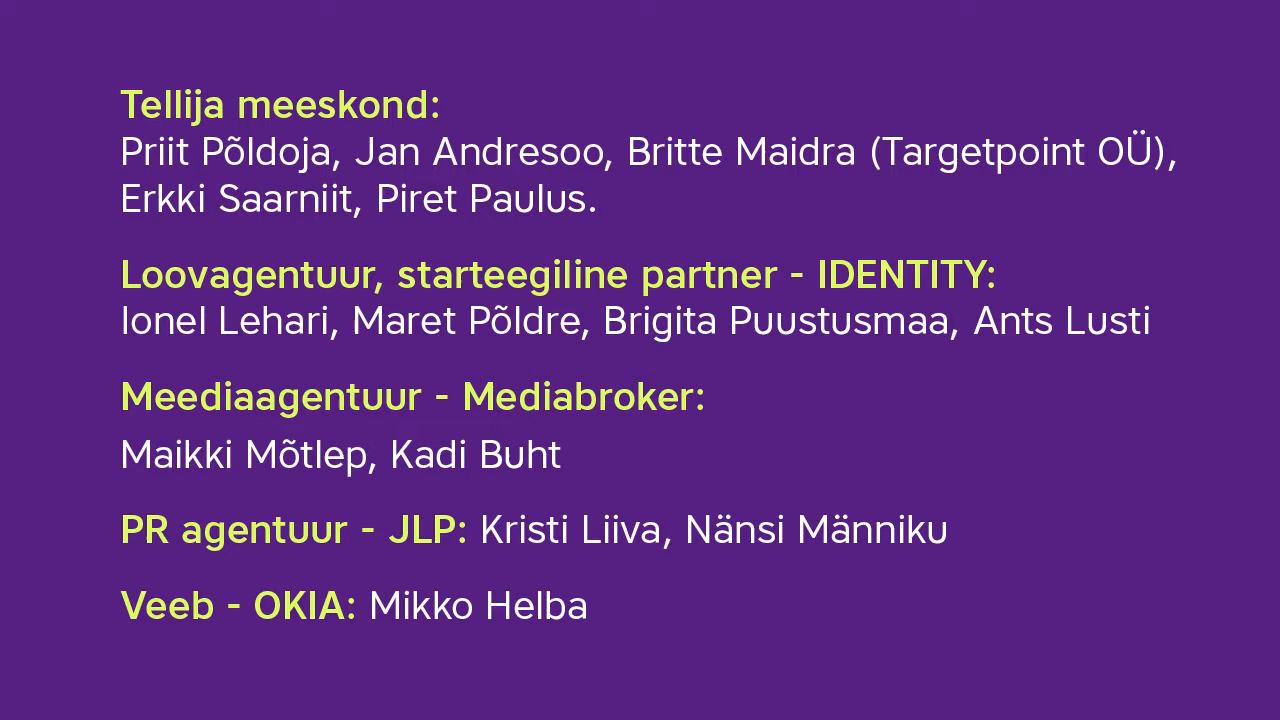 Tellija meeskond:
Priit Põldoja, Jan Andresoo, Britte Maidra (Targetpoint OÜ),
Erkki Saarniit, Piret Paulus.
Loovagentuur, starteegiline partner - IDENTITY:
Ionel Lehari, Maret Põldre, Brigita Puustusmaa, Ants Lusti
Meediaagentuur - Mediabroker:
Maikki Mõtlep, Kadi Buht
PR agentuur - JLP: Kristi Liiva, Nänsi Männiku
Veeb - OKIA: Mikko Helba